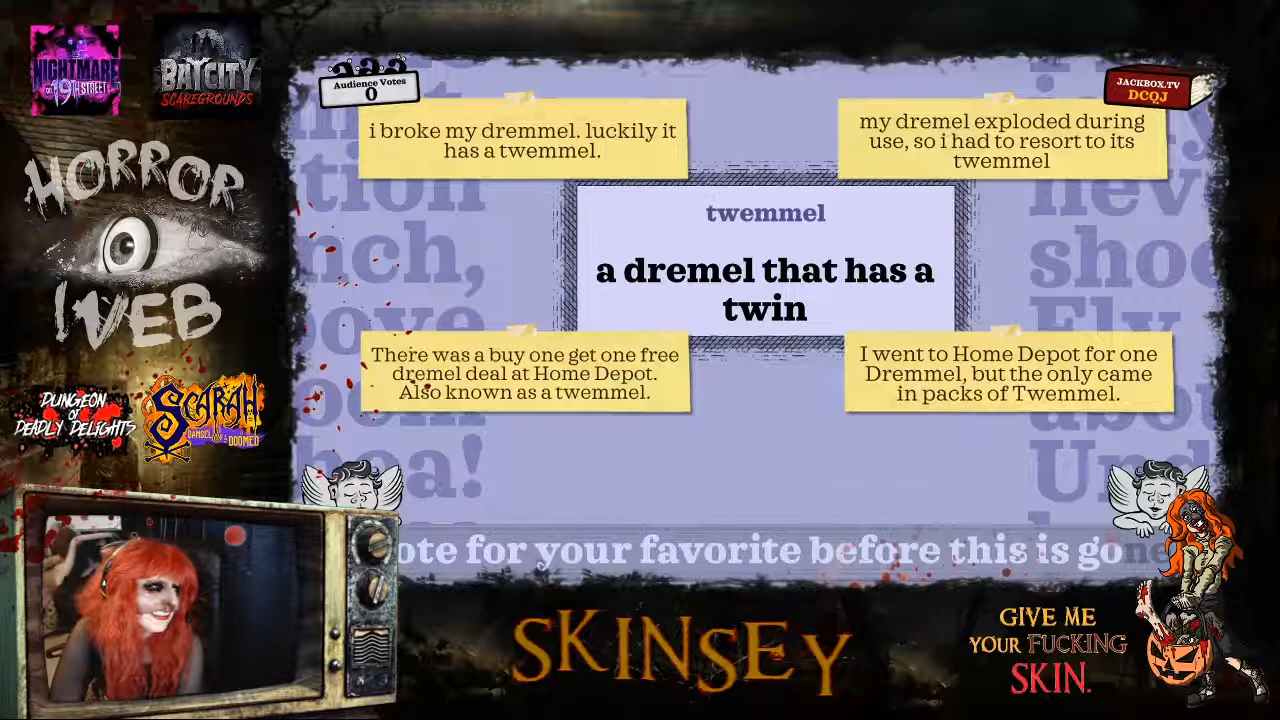 NIGHTMARE
ON 19TH STREET
BAY CITY
SCAREGROUNDS
HORROR
WEB
DUNGEON
OF
DEADLY DELIGHTS
SCARAH
DAMSEL OF DOOMED
Audience Votes
0
JACKBOX.TV
DCQJ
i broke my dremmel. luckily it
has a twemmel.
my dremel exploded during
use, so i had to resort to its
twemmel
twemmel
a dremel that has a
twin
There was a buy one get one free
dremel deal at Home Depot.
Also known as a twemmel.
I went to Home Depot for one
Dremmel, but the only came
in packs of Twemmel.
ote for your favorite before this is gone
SKINSEY
GIVE ME
YOUR FUCKING
SKIN.